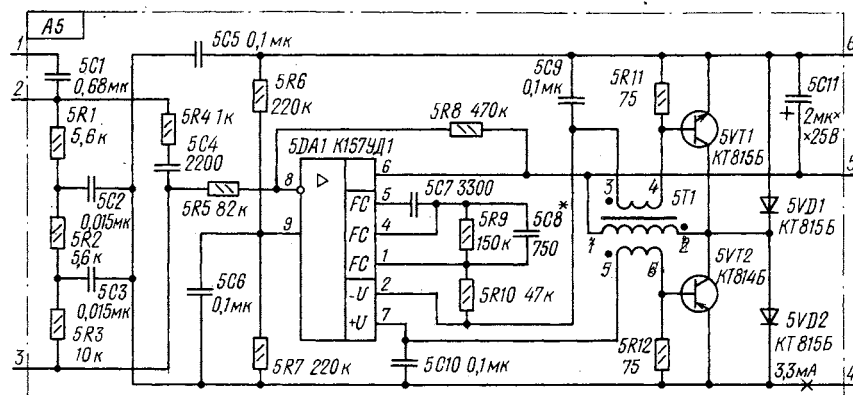 A5
1
5C1
0,68мк
2
5R1
5,6к
5C2
0,015мк
5R2
5,6к
5C3
0,015мк
5R3
10к
3
5C5 0,1мк
5R4 1к
5C4
2200
5R5 82к
5R6
220к
5C6
0,1мк
5R7 220к
5DA1 К157УД1
8
9
6
FC 5
FC 4
FC 1
-U 2
+U 7
5R8 470к
5C7 3300
5R9
150к
5C8*
750
5R10 47к
5C10 0,1мк
5C9
0,1мк
5R11
75
3 4 5T1
1 2
5 6
5R12
75
5VT1
КТ815Б
5VT2
КТ814Б
5C11
+ 2мк×
×25В
5VD1
КТ815Б
5VD2
КТ815Б
3,3мА
6
5
4